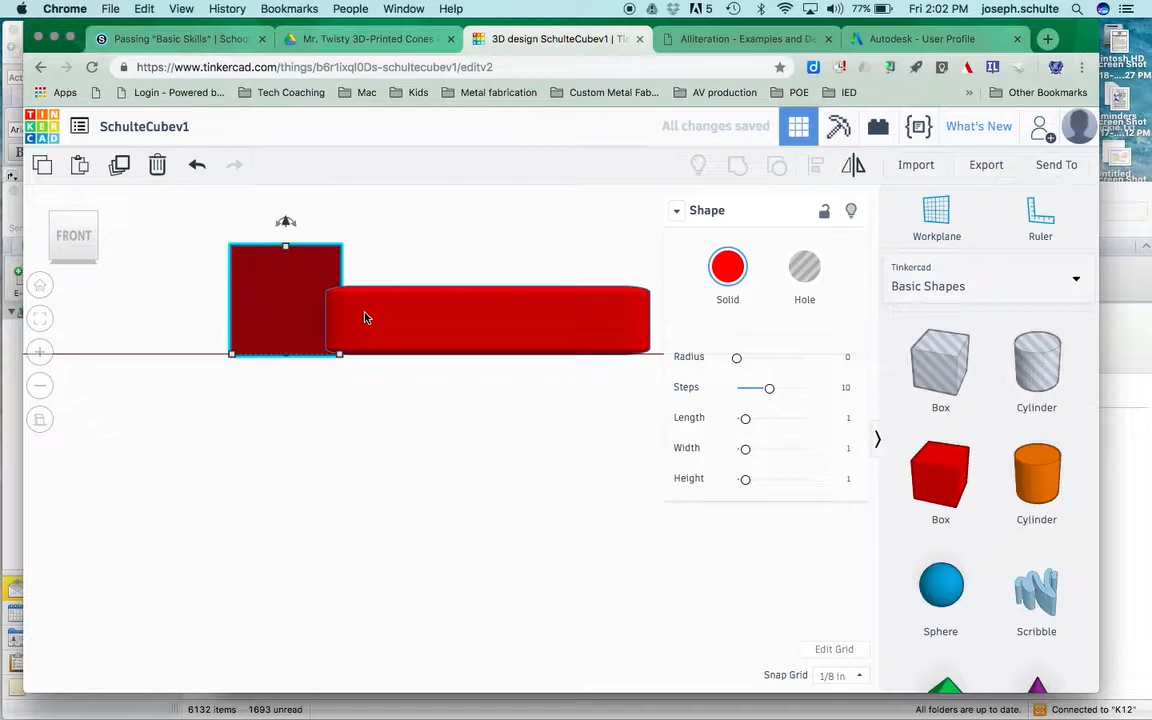 Chrome File Edit View History Bookmarks People Window Help 5 77% Fri 2:02 PM joseph.schulte
Passing "Basic Skills" | School
Mr. Twisty 3D-Printed Cones
3D design SchulteCubev1 | Tin
Alliteration - Examples and De
Autodesk - User Profile
https://www.tinkercad.com/things/b6r1ixql0Ds-schultecubev1/editv2
Apps Login - Powered b... Tech Coaching Mac Kids Metal fabrication Custom Metal Fab... AV production POE IED » Other Bookmarks
TIN
KER
CAD
SchulteCubev1
All changes saved
What's New
Import Export Send To
FRONT
Shape
Solid Hole
Radius 0
Steps 10
Length 1
Width 1
Height 1
Workplane Ruler
Tinkercad
Basic Shapes
Box Cylinder
Box Cylinder
Sphere Scribble
Edit Grid
Snap Grid 1/8 in
6132 items 1693 unread
All folders are up to date. Connected to "K12"